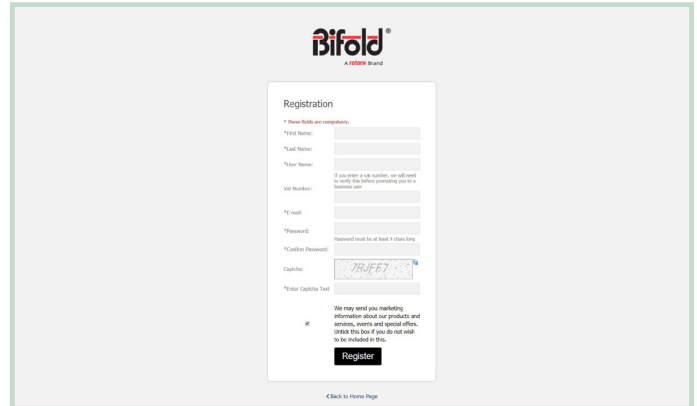 Bifold®
A rotork Brand
Registration
* These fields are compulsory.
*First Name:
*Last Name:
*User Name:
If you enter a vat number, we will need
to verify this before promoting you to a
business user
Vat Number:
*E-mail
*Password:
Password must be at least 4 chars long
*Confirm Password:
Captcha:
7RJFF7
*Enter Captcha Text
We may send you marketing
information about our products and
services, events and special offers.
Untick this box if you do not wish
to be included in this.
Register
Back to Home Page